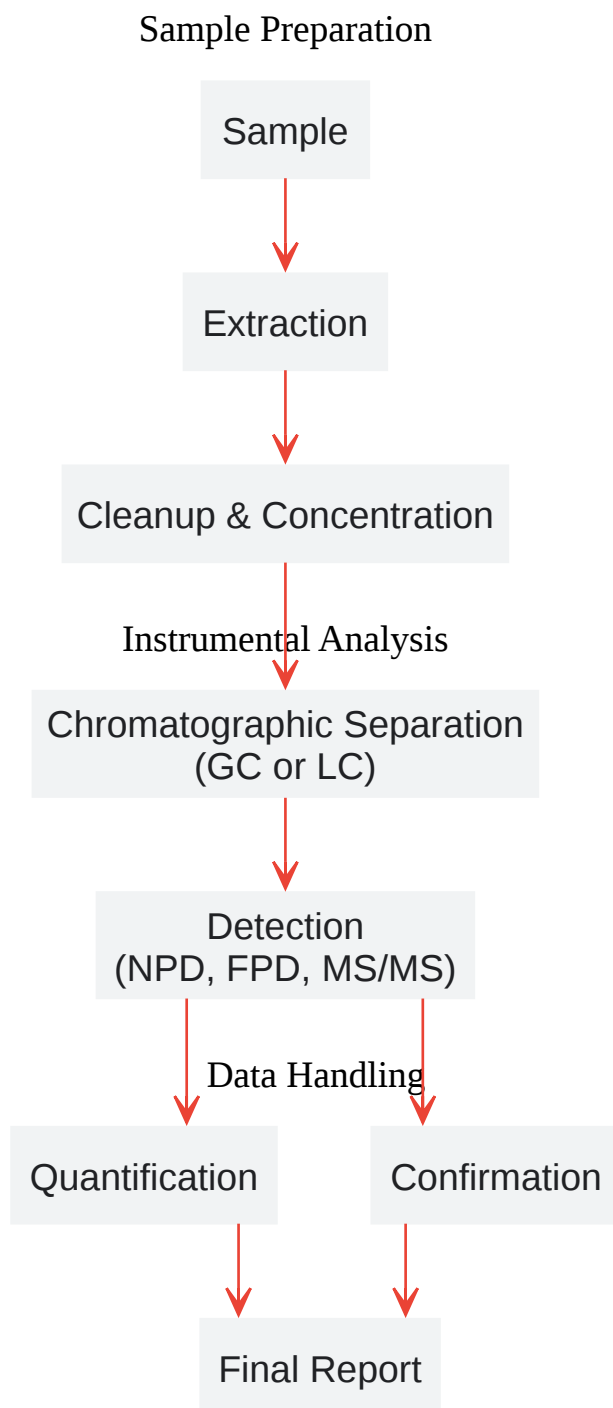 Sample Preparation
Sample
Extraction
Cleanup & Concentration
Instrumental Analysis
Chromatographic Separation
(GC or LC)
Detection
(NPD, FPD, MS/MS)
Data Handling
Quantification
Confirmation
Final Report